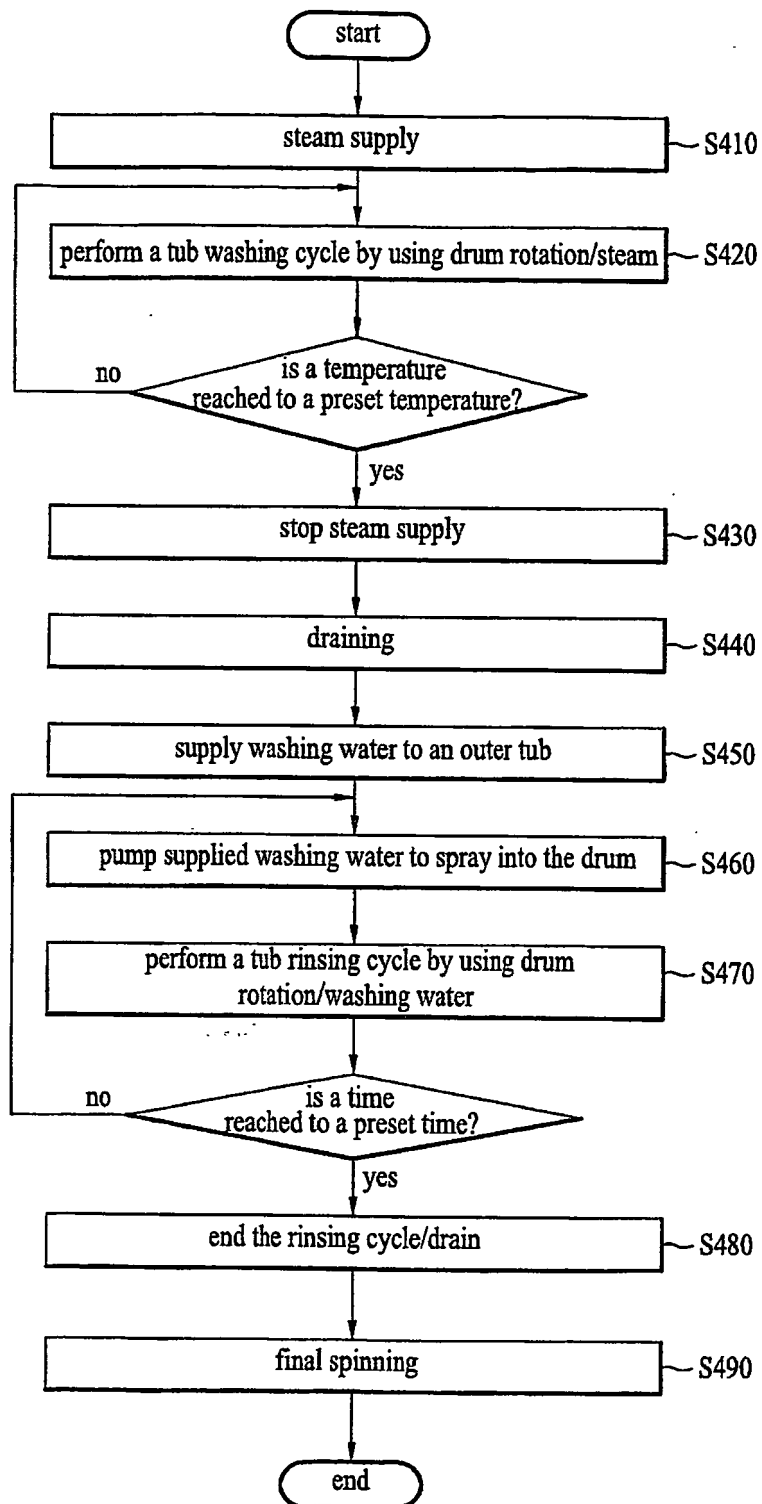 start
steam supply
S410
perform a tub washing cycle by using drum rotation/steam
S420
is a temperature
reached to a preset temperature?
no
yes
stop steam supply
S430
draining
S440
supply washing water to an outer tub
S450
pump supplied washing water to spray into the drum
S460
perform a tub rinsing cycle by using drum
rotation/washing water
S470
is a time
reached to a preset time?
no
yes
end the rinsing cycle/drain
S480
final spinning
S490
end